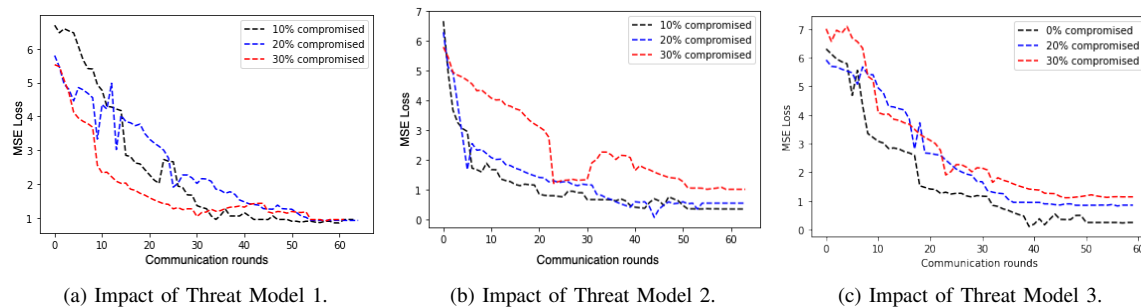 10% compromised
20% compromised
30% compromised
MSE Loss
6
5
4
3
2
1
0 10 20 30 40 50 60
Communication rounds
(a) Impact of Threat Model 1.
10% compromised
20% compromised
30% compromised
MSE Loss
7
6
5
4
3
2
1
0
0 10 20 30 40 50 60
Communication rounds
(b) Impact of Threat Model 2.
0% compromised
20% compromised
30% compromised
MSE Loss
7
6
5
4
3
2
1
0
0 10 20 30 40 50 60
Communication rounds
(c) Impact of Threat Model 3.